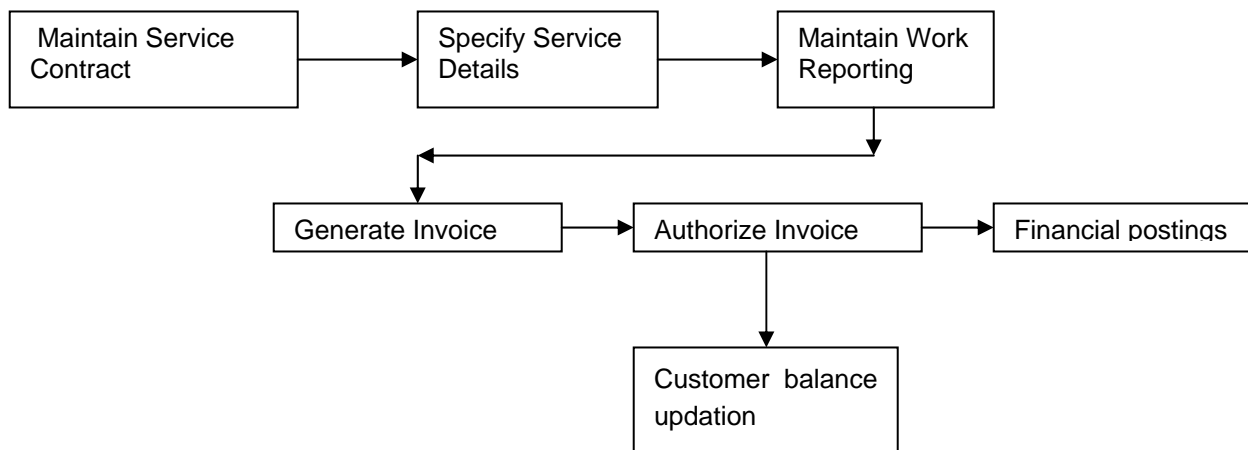 Maintain Service
Contract
Specify Service
Details
Maintain Work
Reporting
Generate Invoice
Authorize Invoice
Financial postings
Customer balance
updation